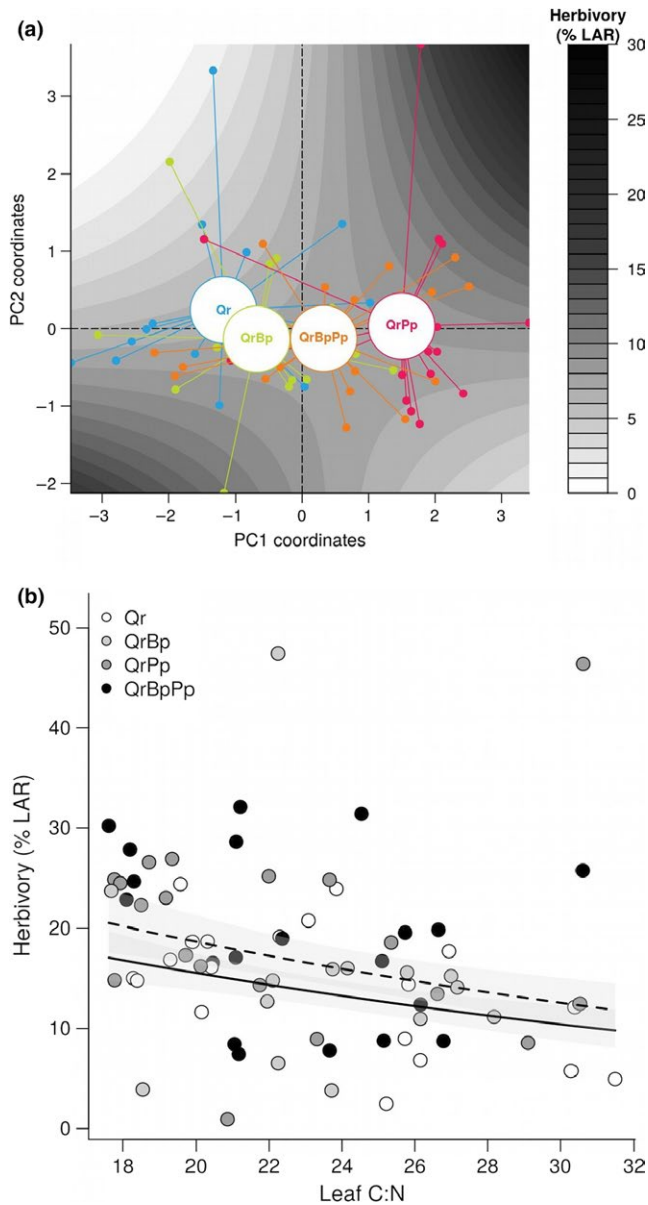 (a)
Herbivory
(% LAR)
30
25
20
15
10
5
0
3
2
1
0
−1
−2
PC2 coordinates
Qr
QrBp
QrBpPp
QrPp
−3 −2 −1 0 1 2 3
PC1 coordinates
(b)
Qr
QrBp
QrPp
QrBpPp
50
40
30
20
10
0
Herbivory (% LAR)
18 20 22 24 26 28 30 32
Leaf C:N